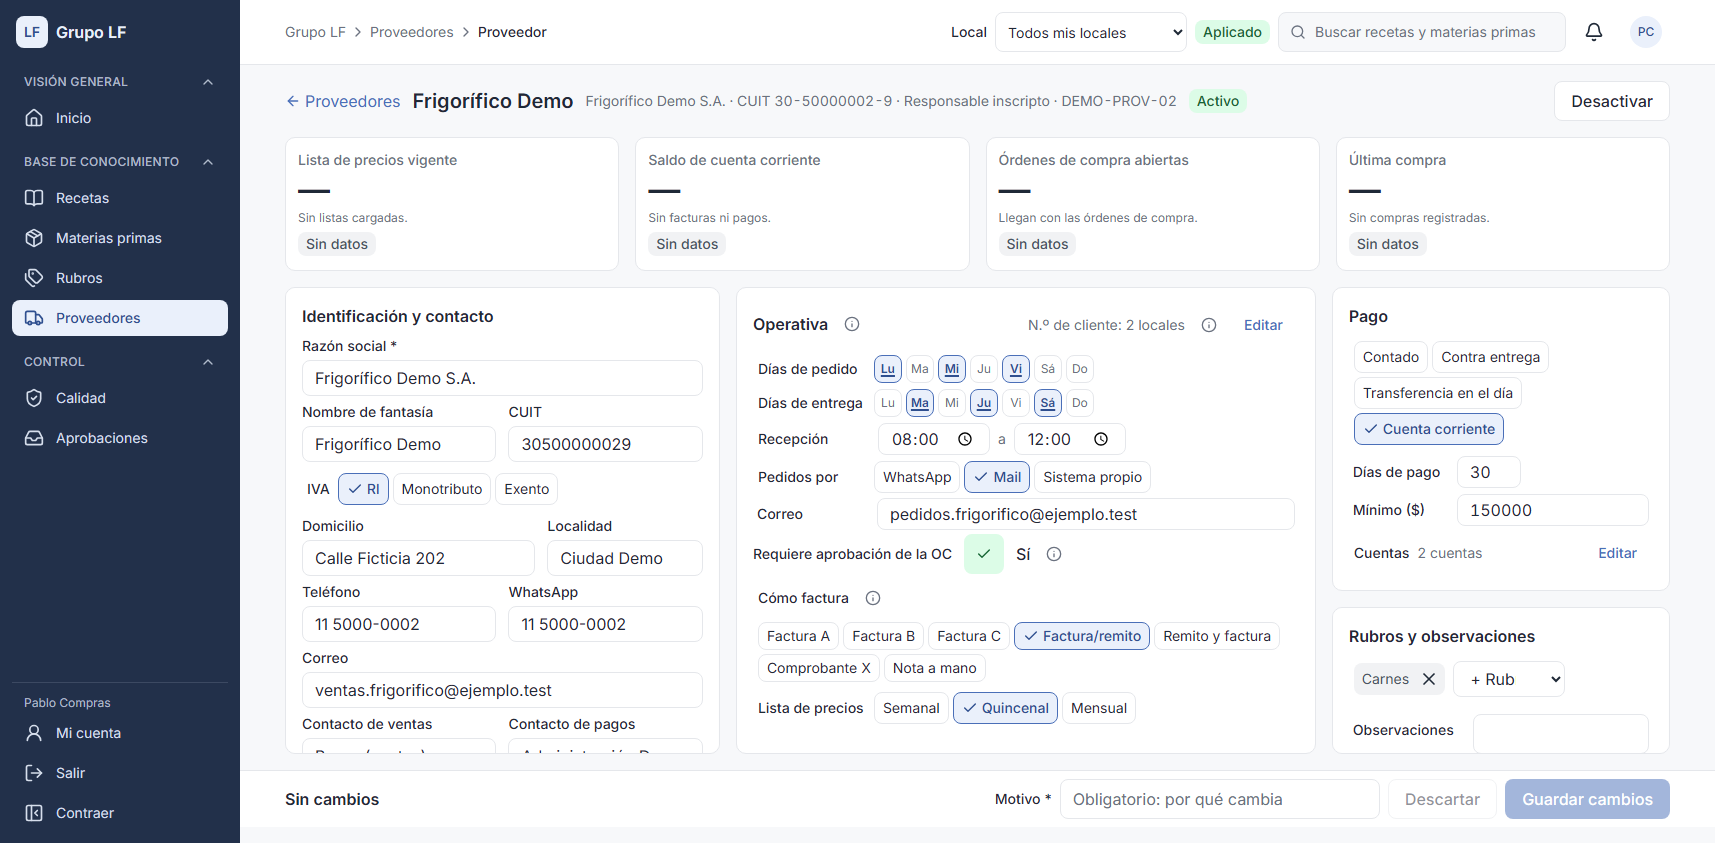 LF Grupo LF
VISIÓN GENERAL
Inicio
BASE DE CONOCIMIENTO
Recetas
Materias primas
Rubros
Proveedores
CONTROL
Calidad
Aprobaciones
Pablo Compras
Mi cuenta
Salir
Contraer
Grupo LF > Proveedores > Proveedor
Local Todos mis locales Aplicado Buscar recetas y materias primas PC
← Proveedores Frigorífico Demo Frigorífico Demo S.A. · CUIT 30-50000002-9 · Responsable inscripto · DEMO-PROV-02 Activo Desactivar
Lista de precios vigente
—
Sin listas cargadas.
Sin datos
Saldo de cuenta corriente
—
Sin facturas ni pagos.
Sin datos
Órdenes de compra abiertas
—
Llegan con las órdenes de compra.
Sin datos
Última compra
—
Sin compras registradas.
Sin datos
Identificación y contacto
Razón social *
Frigorífico Demo S.A.
Nombre de fantasía CUIT
Frigorífico Demo 30500000029
IVA RI Monotributo Exento
Domicilio Localidad
Calle Ficticia 202 Ciudad Demo
Teléfono WhatsApp
11 5000-0002 11 5000-0002
Correo
ventas.frigorifico@ejemplo.test
Contacto de ventas Contacto de pagos
Operativa N.º de cliente: 2 locales Editar
Días de pedido Lu Ma Mi Ju Vi Sá Do
Días de entrega Lu Ma Mi Ju Vi Sá Do
Recepción 08:00 a 12:00
Pedidos por WhatsApp Mail Sistema propio
Correo pedidos.frigorifico@ejemplo.test
Requiere aprobación de la OC Sí
Cómo factura
Factura A Factura B Factura C Factura/remito Remito y factura
Comprobante X Nota a mano
Lista de precios Semanal Quincenal Mensual
Pago
Contado Contra entrega
Transferencia en el día
Cuenta corriente
Días de pago 30
Mínimo ($) 150000
Cuentas 2 cuentas Editar
Rubros y observaciones
Carnes + Rub
Observaciones
Sin cambios Motivo * Obligatorio: por qué cambia Descartar Guardar cambios